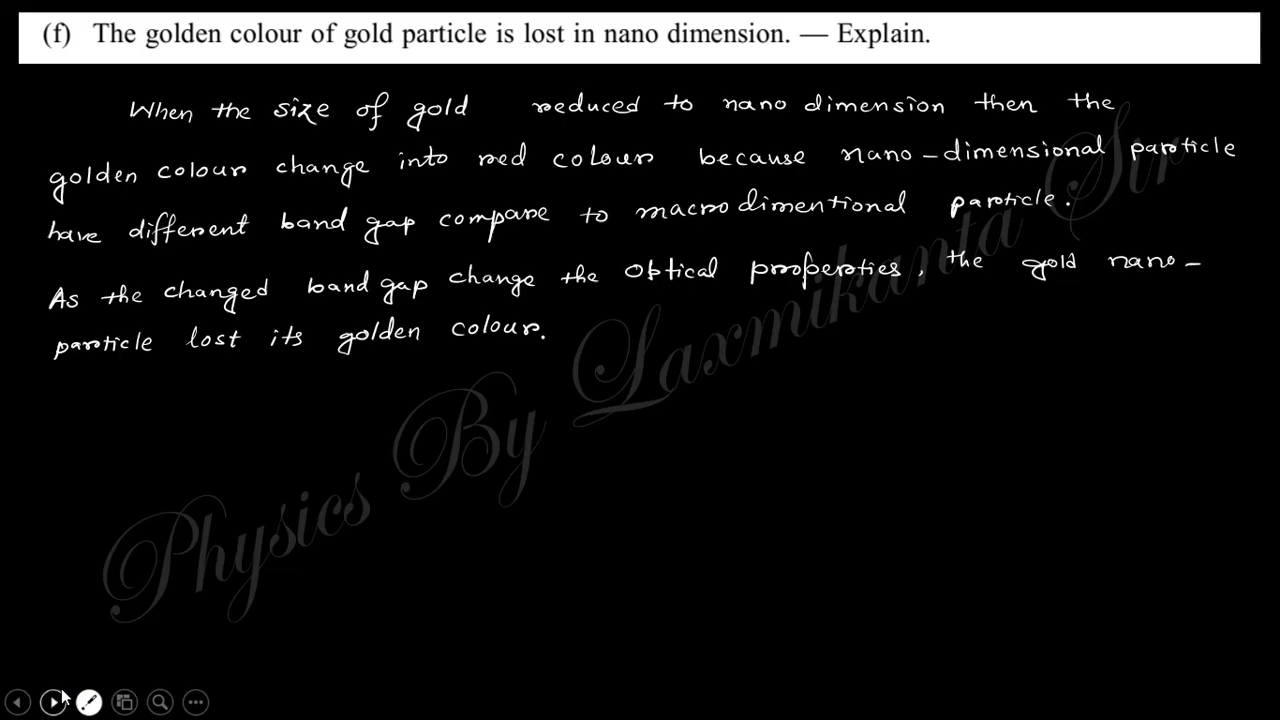 (f) The golden colour of gold particle is lost in nano dimension. — Explain.
When the size of gold reduced to nano dimension then the
golden colour change into red colour because nano-dimensional particle
have different band gap compare to macrodimentional particle.
As the changed band gap change the optical properties, the gold nano-
particle lost its golden colour.
Physics By Laxmikanta Sir